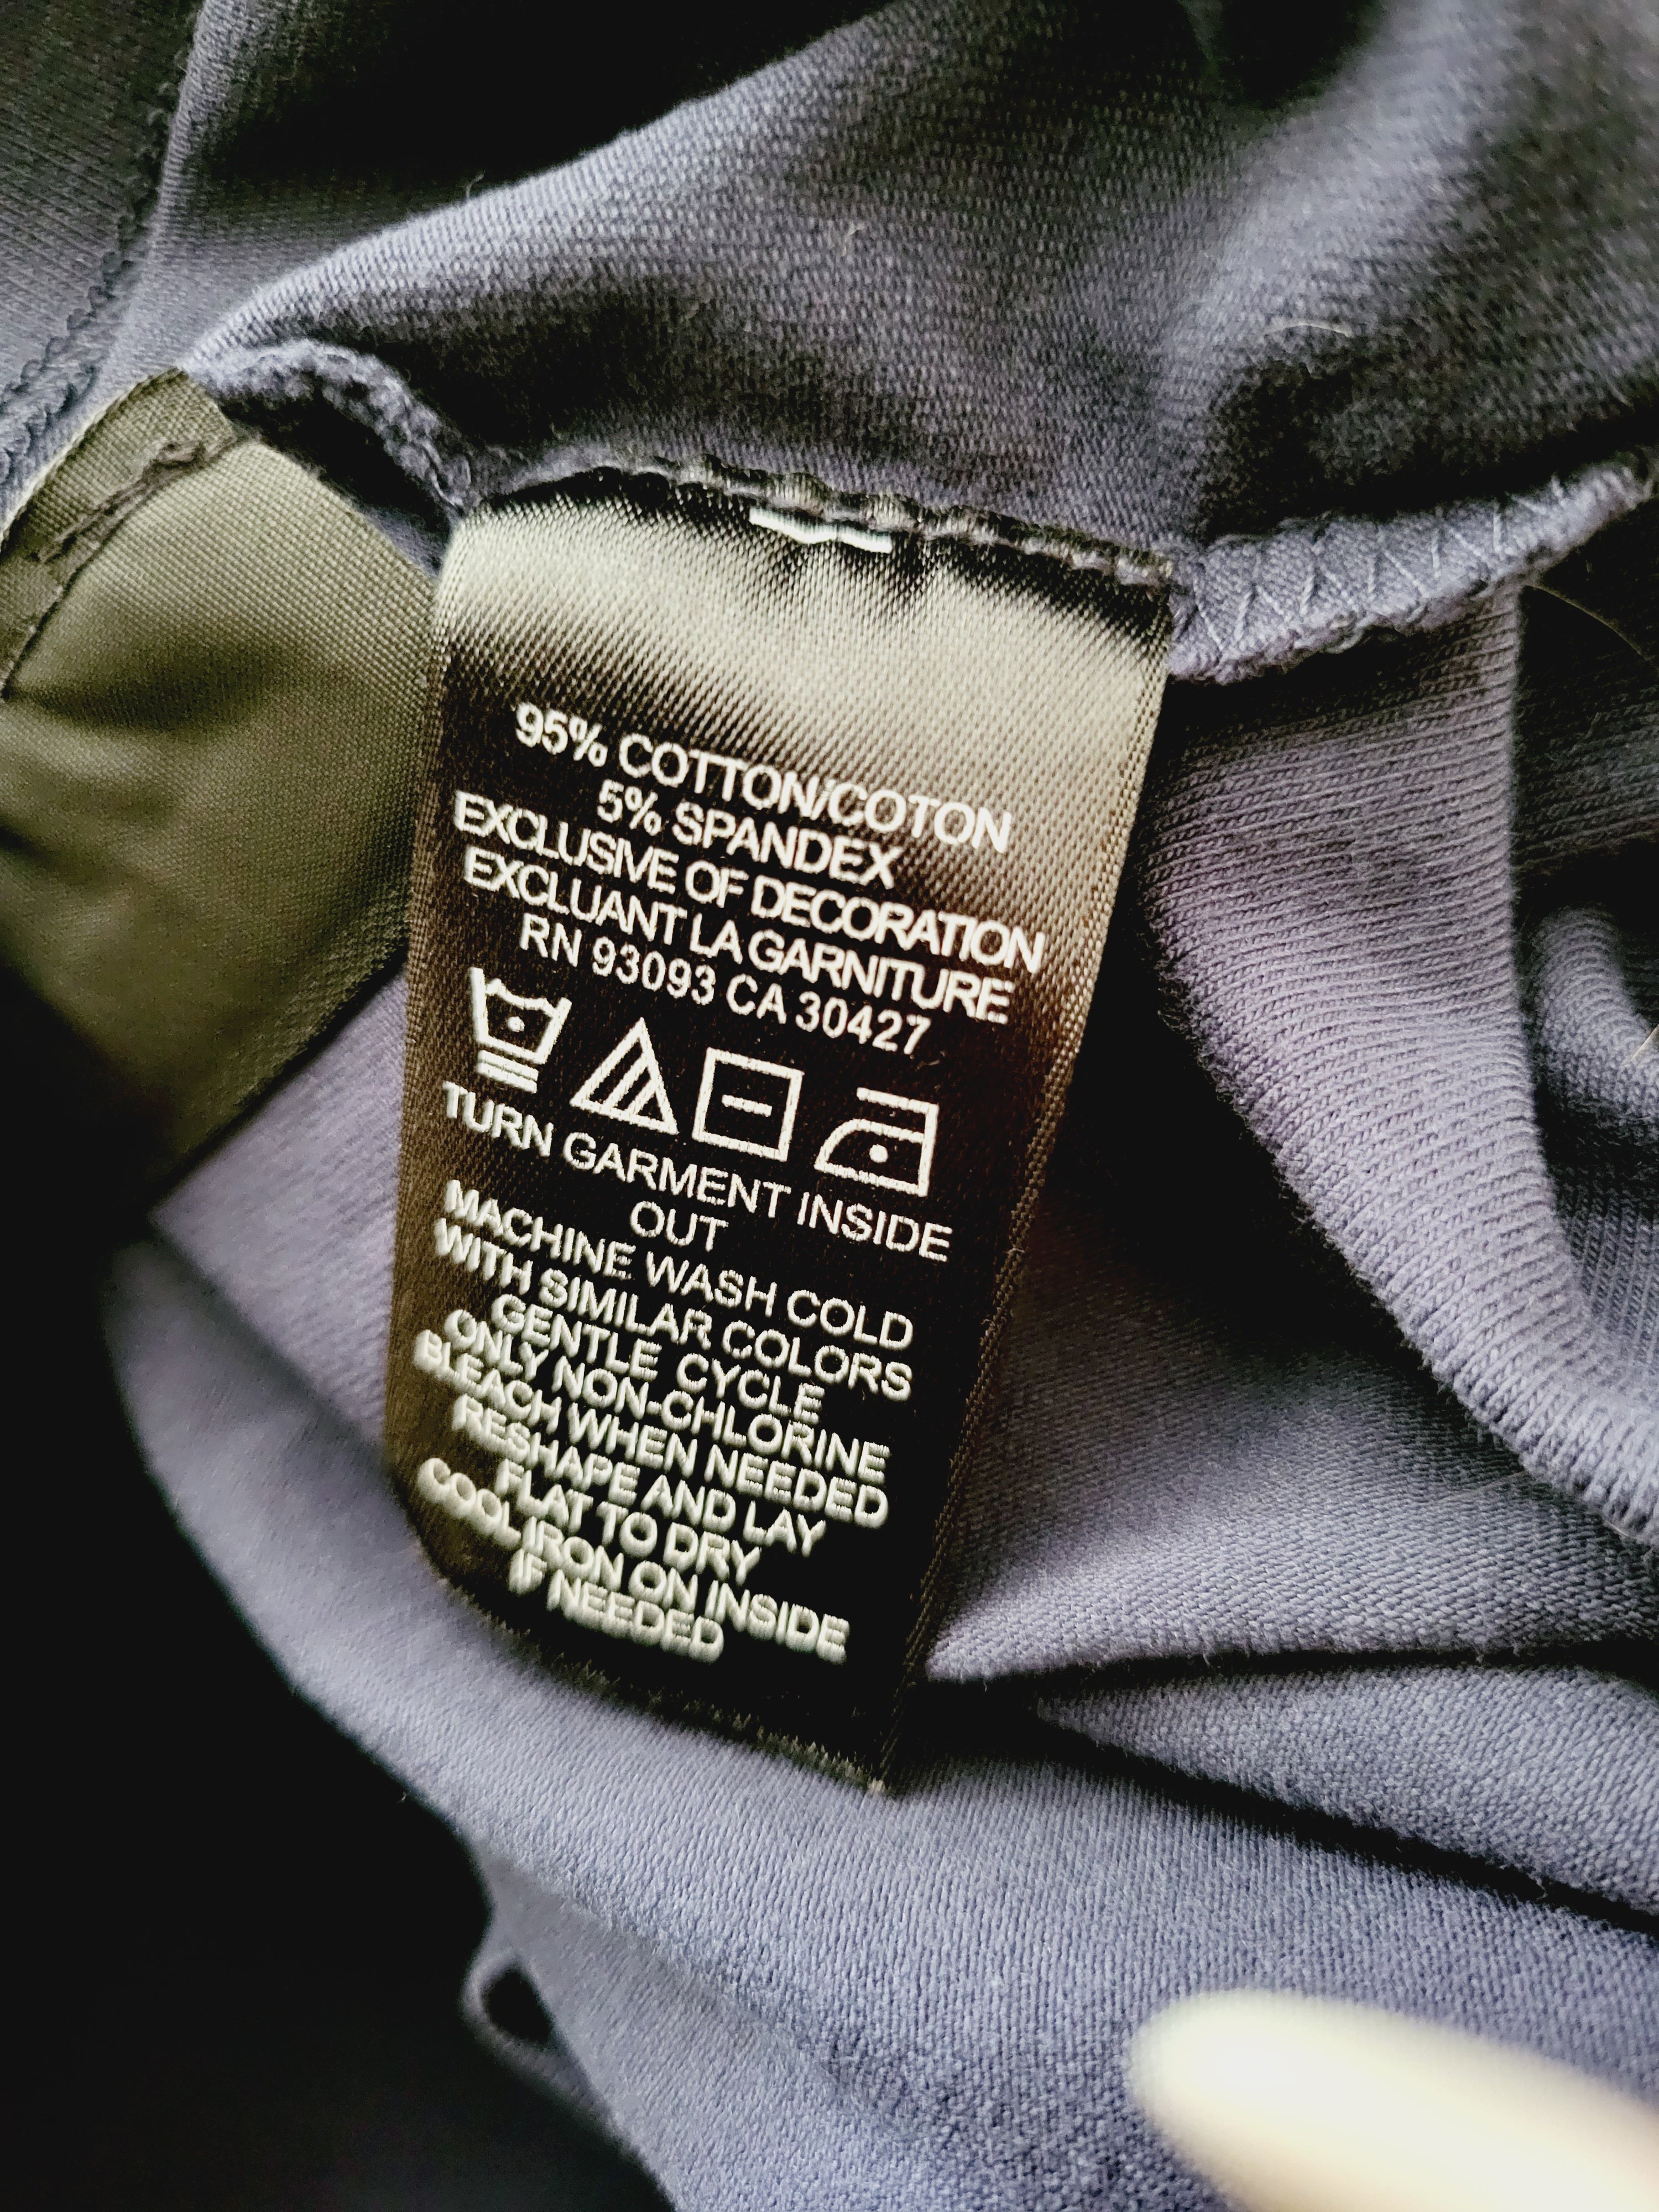 95% COTTON/COTON
5% SPANDEX
EXCLUSIVE OF DECORATION
EXCLUANT LA GARNITURE
RN 93093 CA 30427
TURN GARMENT INSIDE
OUT
MACHINE WASH COLD
WITH SIMILAR COLORS
GENTLE CYCLE
ONLY NON-CHLORINE
BLEACH WHEN NEEDED
RESHAPE AND LAY
FLAT TO DRY
COOL IRON ON INSIDE
IF NEEDED